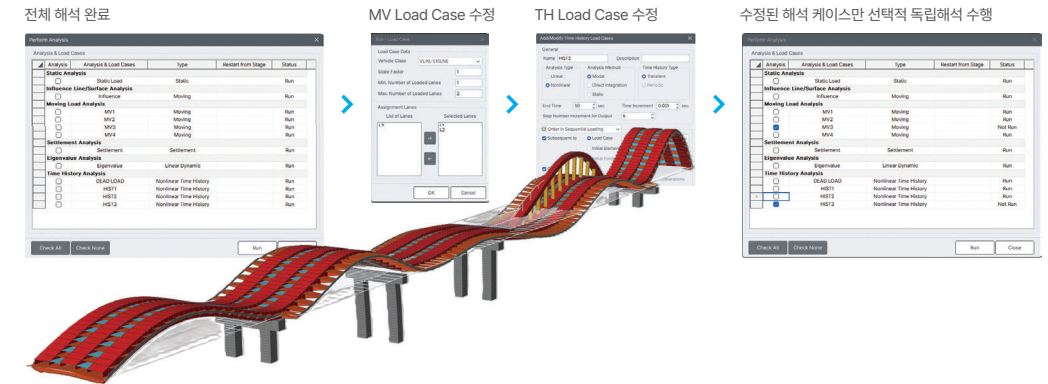 전체 해석 완료
MV Load Case 수정
TH Load Case 수정
수정된 해석 케이스만 선택적 독립해석 수행
Perform Analysis
Analysis & Load Cases
Analysis Analysis & Load Cases Type Restart from Stage Status
Static Analysis
Static Load Static Run
Influence Line/Surface Analysis
Influence Moving Run
Moving Load Analysis
MV1 Moving Run
MV2 Moving Run
MV3 Moving Run
MV4 Moving Run
Settlement Analysis
Settlement Settlement Run
Eigenvalue Analysis
Eigenvalue Linear Dynamic Run
Time History Analysis
DEAD LOAD Nonlinear Time History Run
HIST1 Nonlinear Time History Run
HIST2 Nonlinear Time History Run
HIST3 Nonlinear Time History Run
Check All Check None Run
Load Case
Load Case Data
Vehicle Class
Scale Factor 1
Min. Number of Loaded Lanes 1
Max. Number of Loaded Lanes 2
Assignment Lanes
List of Lanes Selected Lanes
L2
OK Cancel
Add/Modify Time History Load Cases
General
Name HIST3 Description
Analysis Type Analysis Method Time History Type
Linear Modal Transient
Nonlinear Direct Integration Periodic
Static
End Time 50 sec Time Increment 0.001 sec
Step Number Increment for Output
Order in Sequential Loading
Subsequent to Load Case
Initial Element
Perform Analysis
Analysis & Load Cases
Analysis Analysis & Load Cases Type Restart from Stage Status
Static Analysis
Static Load Static Run
Influence Line/Surface Analysis
Influence Moving Run
Moving Load Analysis
MV1 Moving Run
MV2 Moving Run
MV3 Moving Not Run
MV4 Moving Run
Settlement Analysis
Settlement Settlement Run
Eigenvalue Analysis
Eigenvalue Linear Dynamic Run
Time History Analysis
DEAD LOAD Nonlinear Time History Run
HIST1 Nonlinear Time History Run
HIST2 Nonlinear Time History Run
HIST3 Nonlinear Time History Not Run
Check All Check None Run Close